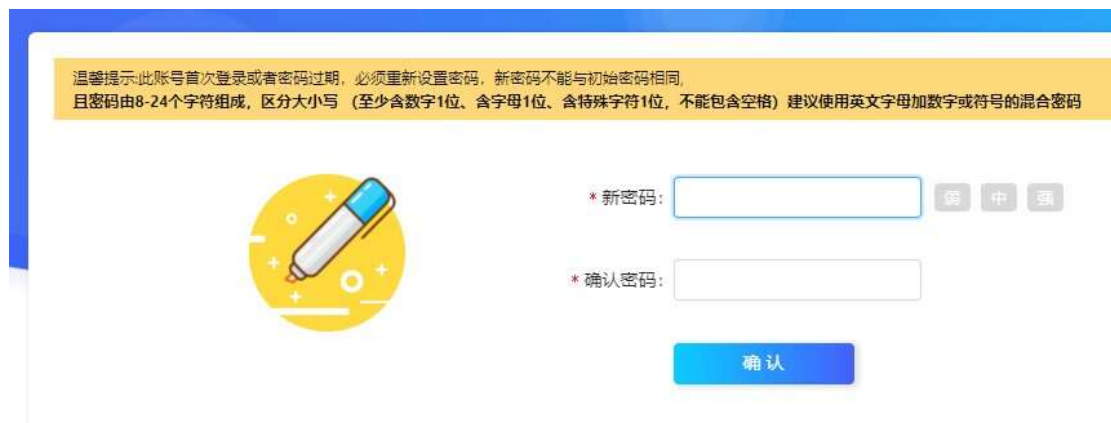 温馨提示:此账号首次登录或者密码过期，必须重新设置密码，新密码不能与初始密码相同，
且密码由8-24个字符组成，区分大小写 （至少含数字1位、含字母1位、含特殊字符1位，不能包含空格）建议使用英文字母加数字或符号的混合密码
* 新密码： 弱 中 强
* 确认密码：
确 认